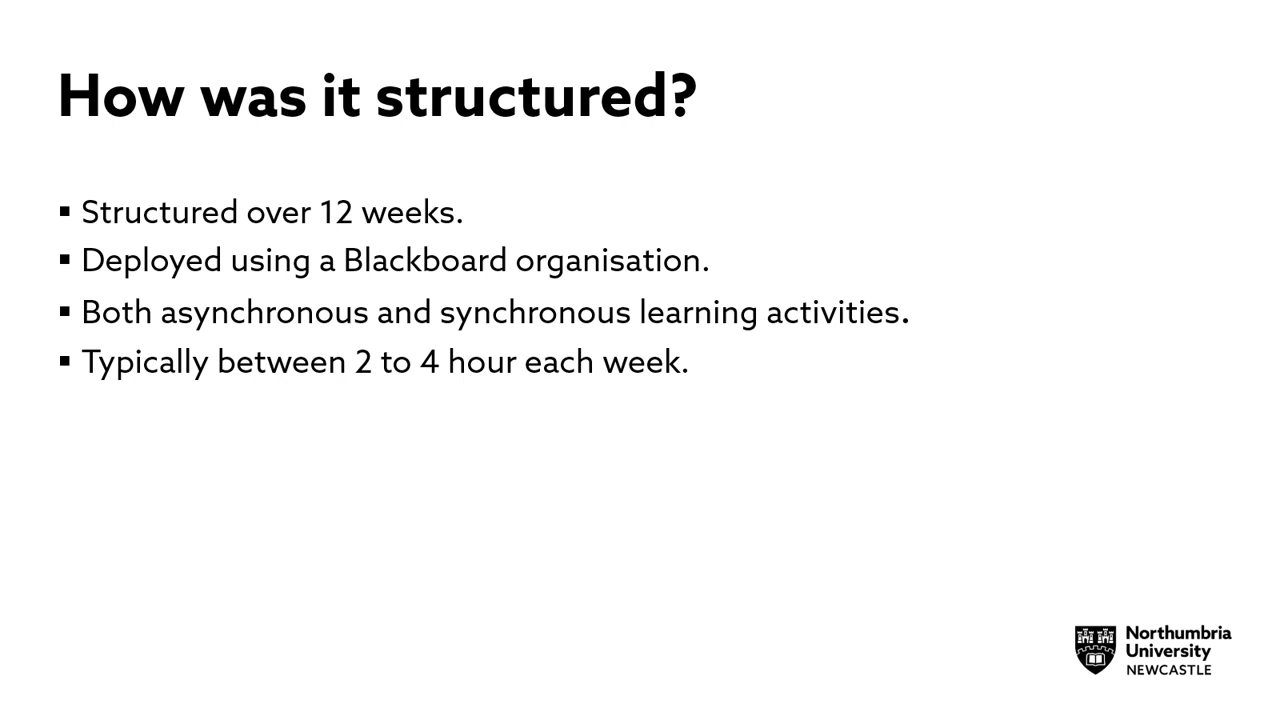 How was it structured?
▪ Structured over 12 weeks.
▪ Deployed using a Blackboard organisation.
▪ Both asynchronous and synchronous learning activities.
▪ Typically between 2 to 4 hour each week.
Northumbria
University
NEWCASTLE